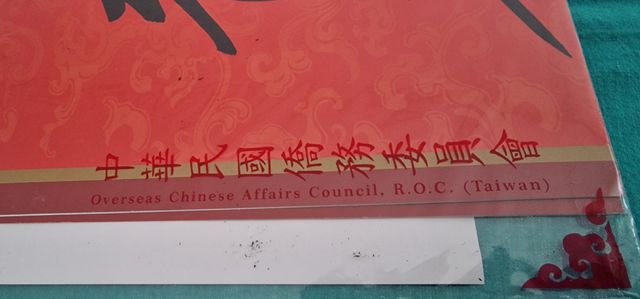 中華民國僑務委員會
Overseas Chinese Affairs Council, R.O.C. (Taiwan)